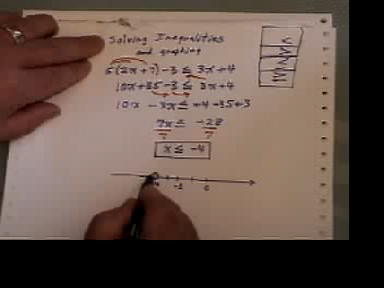 Solving Inequalities
and graphing
5(2x+7)-3 ≤ 3x+4
10x+35-3 ≤ 3x+4
10x -3x ≤ +4-35+3
7x ≤ -28
7 7
x ≤ -4
0